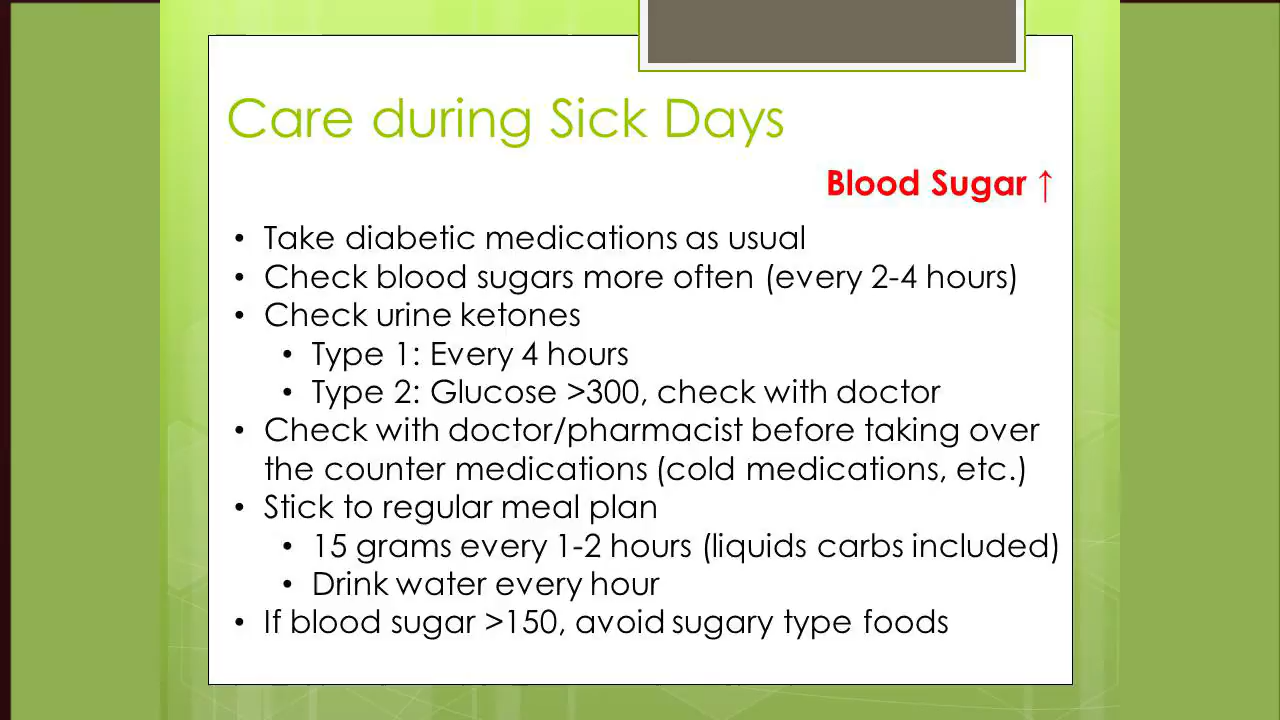 Care during Sick Days
Blood Sugar ↑
• Take diabetic medications as usual
• Check blood sugars more often (every 2-4 hours)
• Check urine ketones
• Type 1: Every 4 hours
• Type 2: Glucose >300, check with doctor
• Check with doctor/pharmacist before taking over
the counter medications (cold medications, etc.)
• Stick to regular meal plan
• 15 grams every 1-2 hours (liquids carbs included)
• Drink water every hour
• If blood sugar >150, avoid sugary type foods